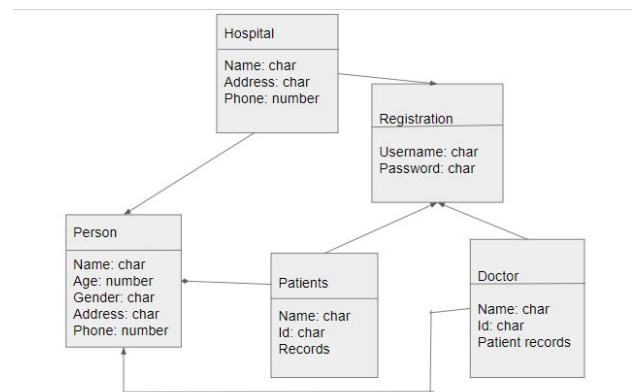 Hospital
Name: char
Address: char
Phone: number
Registration
Username: char
Password: char
Person
Name: char
Age: number
Gender: char
Address: char
Phone: number
Patients
Name: char
Id: char
Records
Doctor
Name: char
Id: char
Patient records